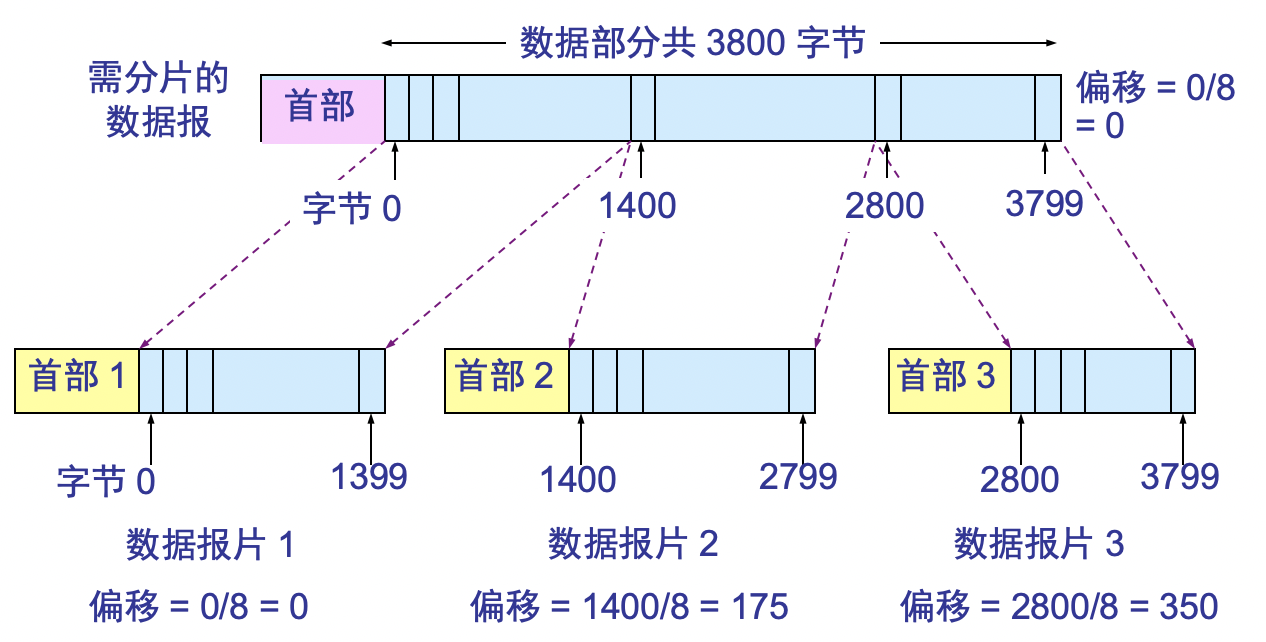 数据部分共 3800 字节
需分片的
数据报
首部
偏移 = 0/8
= 0
字节 0
1400
2800
3799
首部 1
首部 2
首部 3
字节 0
1399
1400
2799
2800
3799
数据报片 1
数据报片 2
数据报片 3
偏移 = 0/8 = 0
偏移 = 1400/8 = 175
偏移 = 2800/8 = 350